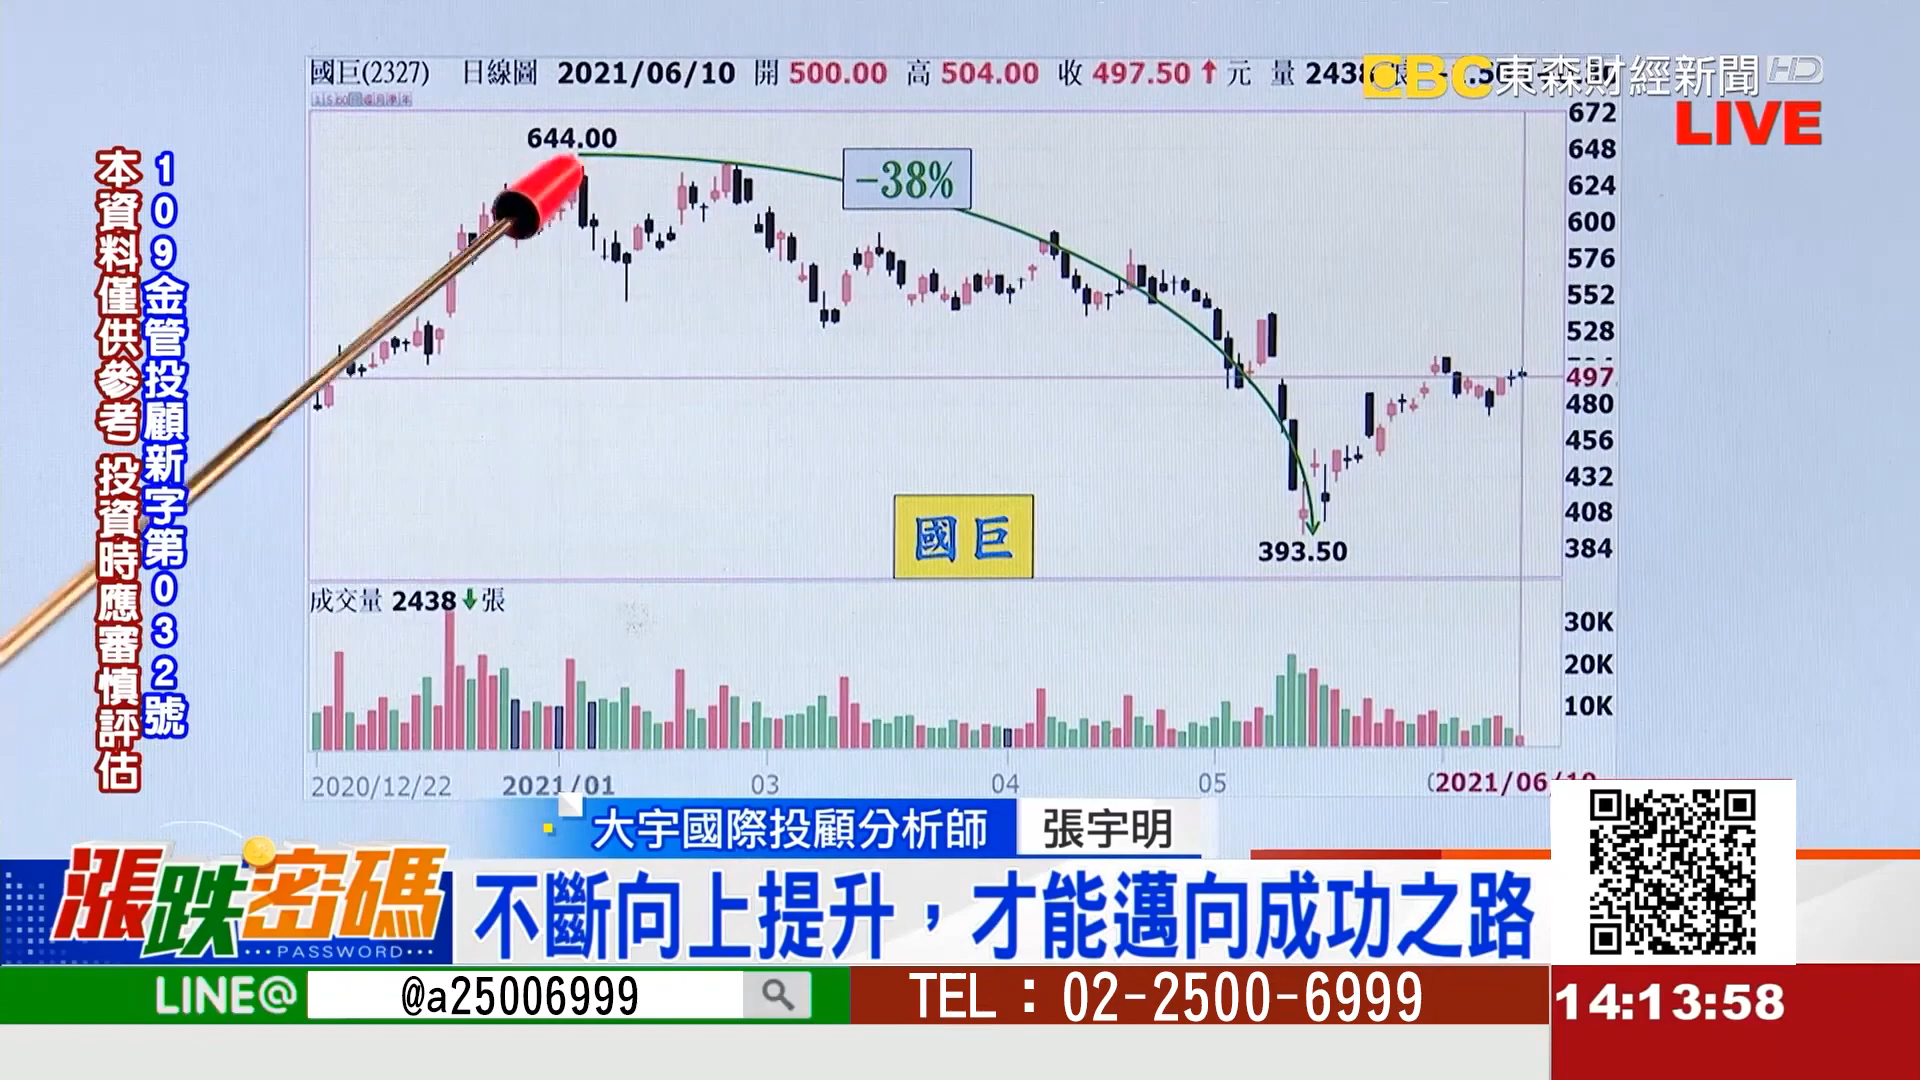 國巨(2327) 日線圖 2021/06/10 開 500.00 高 504.00 收 497.50↑元 量 2438
東森財經新聞 HD
LIVE
644.00
-38%
393.50
國巨
672
648
624
600
576
552
528
497
480
456
432
408
384
成交量 2438↓張
30K
20K
10K
2020/12/22 2021/01 03 04 05 2021/06/10
109金管投顧新字第032號
本資料僅供參考 投資時應審慎評估
大宇國際投顧分析師 張宇明
漲跌密碼
PASSWORD
不斷向上提升，才能邁向成功之路
LINE@ @a25006999 TEL：02-2500-6999 14:13:58